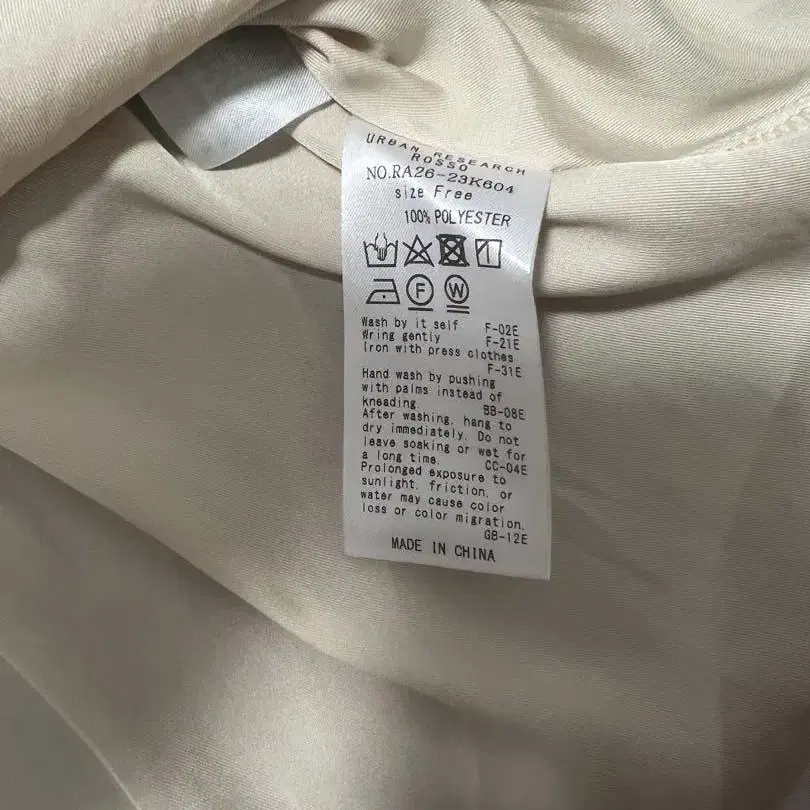 URBAN RESEARCH
ROSSO
NO.RA26-23K604
size Free
100% POLYESTER
F
W
Wash by it self F-02E
Wring gently F-21E
Iron with press clothes
F-31E
Hand wash by pushing
with palms instead of
kneading. BB-08E
After washing, hang to
dry immediately. Do not
leave soaking or wet for
a long time. CC-04E
Prolonged exposure to
sunlight, friction, or
water may cause color
loss or color migration.
GB-12E
MADE IN CHINA